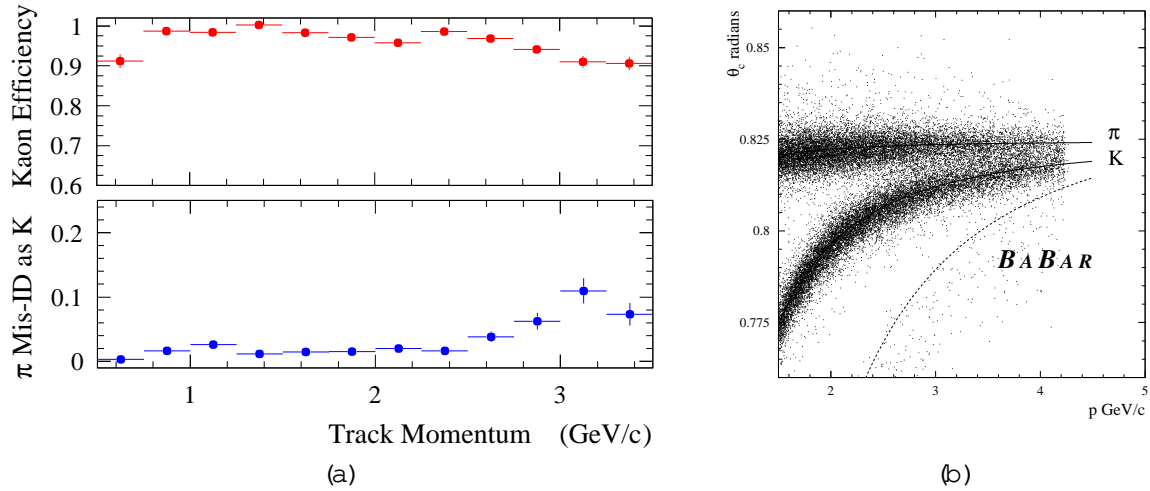 Kaon Efficiency
1
0.9
0.8
0.7
0.6
π Mis-ID as K
0.2
0.1
0
1 2 3
Track Momentum (GeV/c)
(a)
θc radians
0.85
0.825
0.8
0.775
π
K
BABAR
2 3 4 5
p GeV/c
(b)